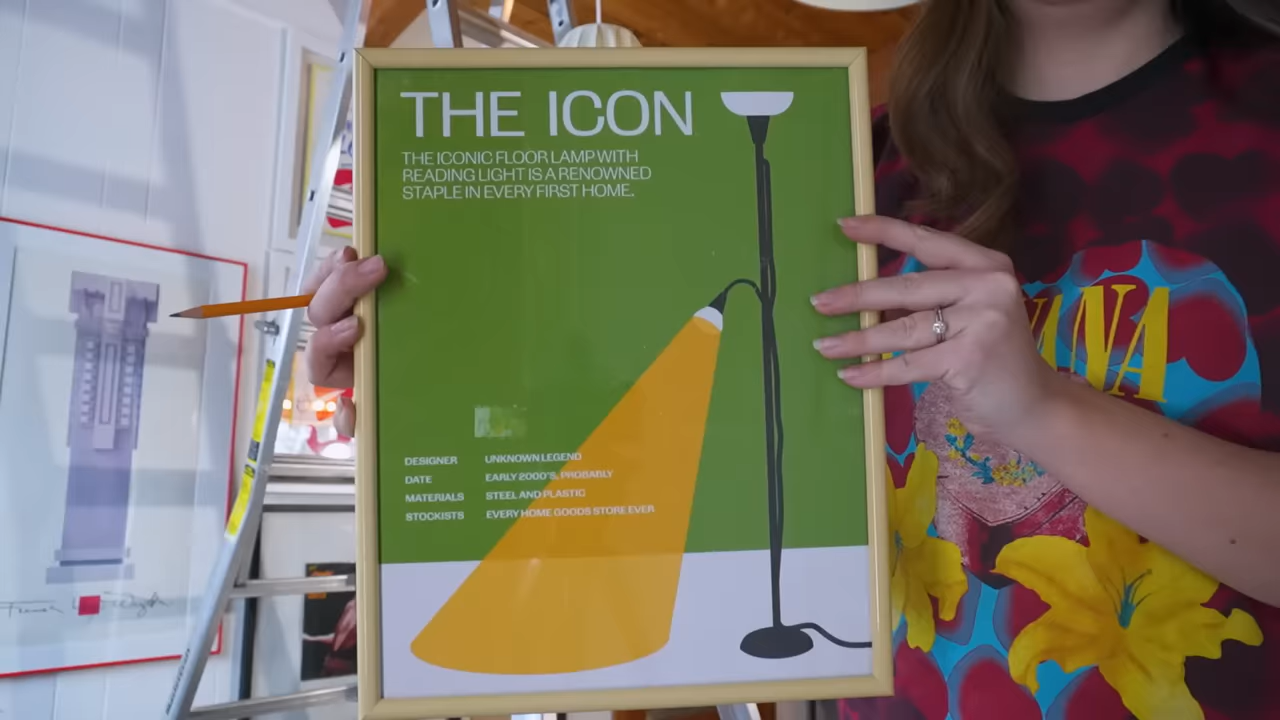 THE ICON
THE ICONIC FLOOR LAMP WITH
READING LIGHT IS A RENOWNED
STAPLE IN EVERY FIRST HOME.
DESIGNER UNKNOWN LEGEND
DATE EARLY 2000'S, PROBABLY
MATERIALS STEEL AND PLASTIC
STOCKISTS EVERY HOME GOODS STORE EVER
VANA